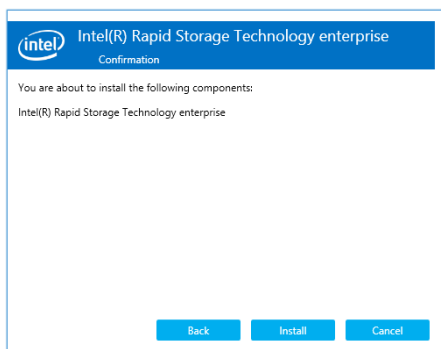 intel
Intel(R) Rapid Storage Technology enterprise
Confirmation
You are about to install the following components:
Intel(R) Rapid Storage Technology enterprise
Back Install Cancel